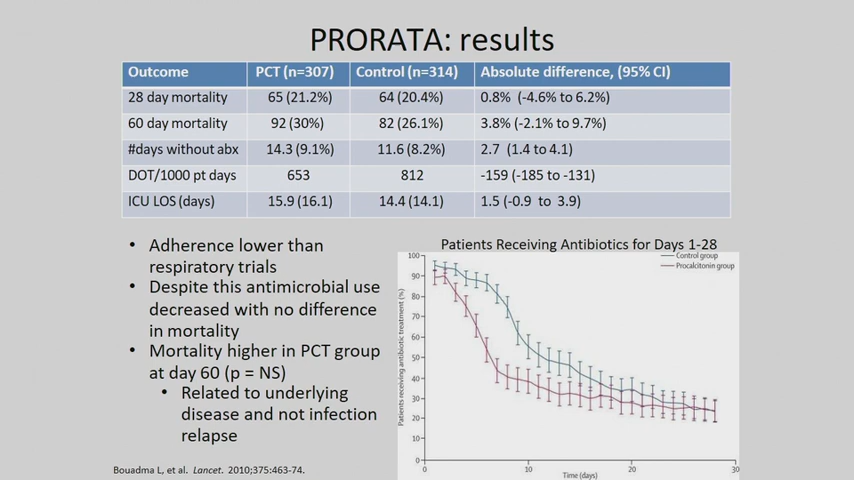 PRORATA: results
Outcome PCT (n=307) Control (n=314) Absolute difference, (95% CI)
28 day mortality 65 (21.2%) 64 (20.4%) 0.8% (-4.6% to 6.2%)
60 day mortality 92 (30%) 82 (26.1%) 3.8% (-2.1% to 9.7%)
#days without abx 14.3 (9.1%) 11.6 (8.2%) 2.7 (1.4 to 4.1)
DOT/1000 pt days 653 812 -159 (-185 to -131)
ICU LOS (days) 15.9 (16.1) 14.4 (14.1) 1.5 (-0.9 to 3.9)
• Adherence lower than
respiratory trials
• Despite this antimicrobial use
decreased with no difference
in mortality
• Mortality higher in PCT group
at day 60 (p = NS)
• Related to underlying
disease and not infection
relapse
Patients Receiving Antibiotics for Days 1-28
Control group
Procalcitonin group
Patients receiving antibiotic treatment (%)
100
90
80
70
60
50
40
30
20
10
0
0 10 20 30
Time (days)
Bouadma L, et al. Lancet. 2010;375:463-74.